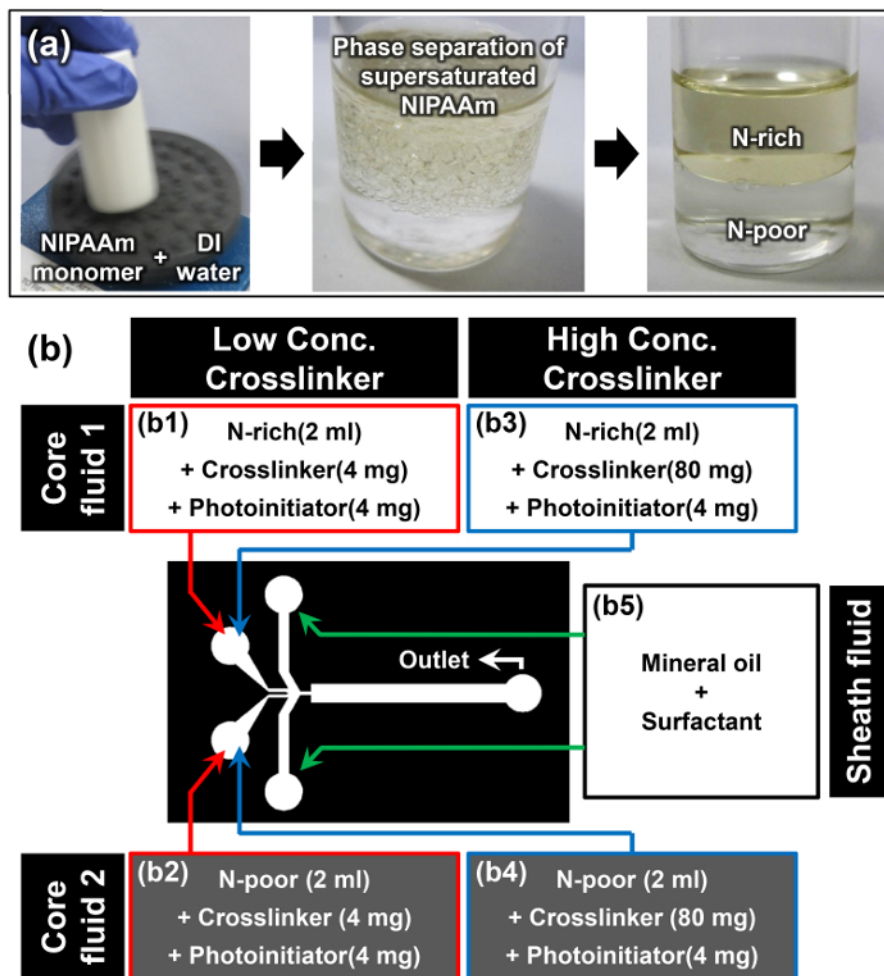 (a)
NIPAAm + DI
monomer water
Phase separation of
supersaturated
NIPAAm
N-rich
N-poor
(b)
Low Conc.
Crosslinker
High Conc.
Crosslinker
Core
fluid 1
(b1)
N-rich(2 ml)
+ Crosslinker(4 mg)
+ Photoinitiator(4 mg)
(b3)
N-rich(2 ml)
+ Crosslinker(80 mg)
+ Photoinitiator(4 mg)
Outlet
(b5)
Mineral oil
+
Surfactant
Sheath fluid
Core
fluid 2
(b2)
N-poor (2 ml)
+ Crosslinker (4 mg)
+ Photoinitiator(4 mg)
(b4)
N-poor (2 ml)
+ Crosslinker (80 mg)
+ Photoinitiator(4 mg)